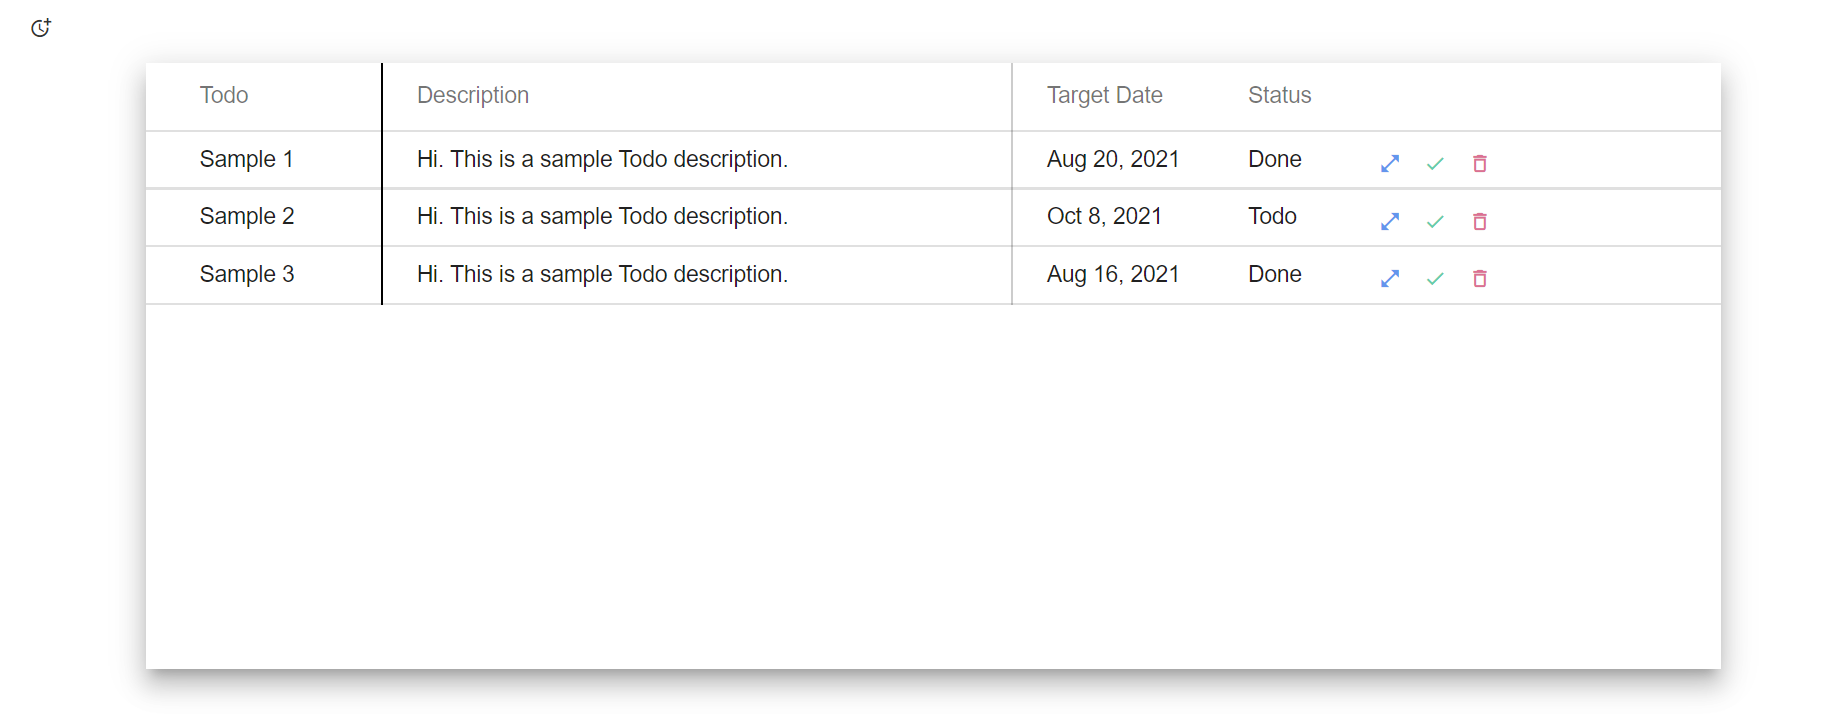 Todo Description Target Date Status
Sample 1 Hi. This is a sample Todo description. Aug 20, 2021 Done
Sample 2 Hi. This is a sample Todo description. Oct 8, 2021 Todo
Sample 3 Hi. This is a sample Todo description. Aug 16, 2021 Done